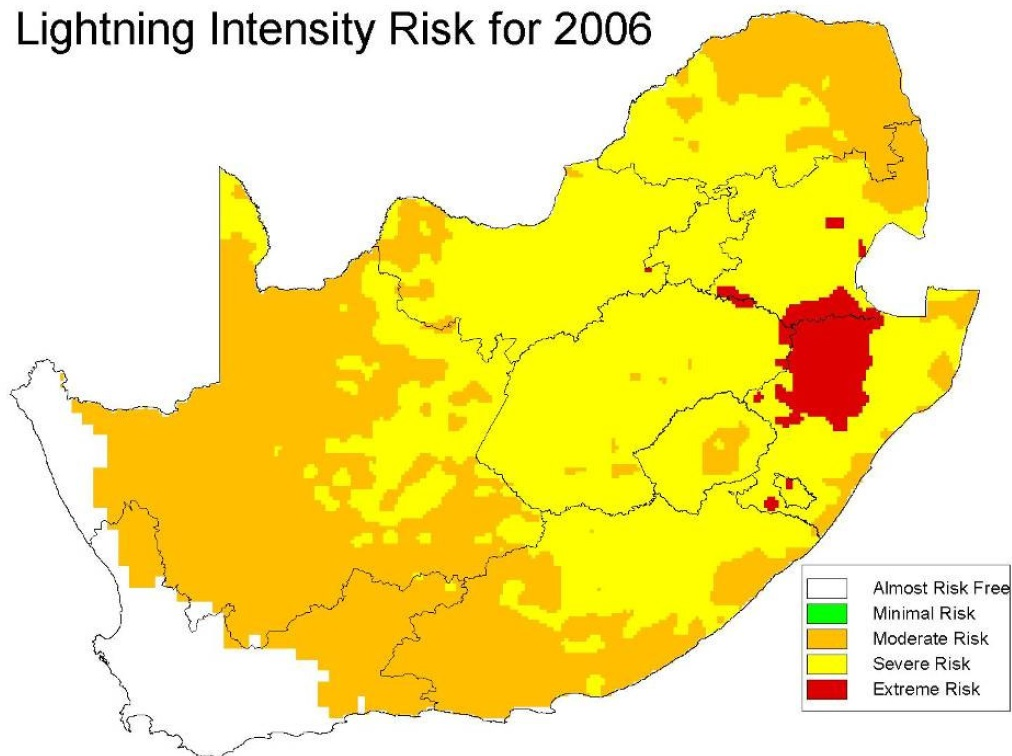 Lightning Intensity Risk for 2006
Almost Risk Free
Minimal Risk
Moderate Risk
Severe Risk
Extreme Risk